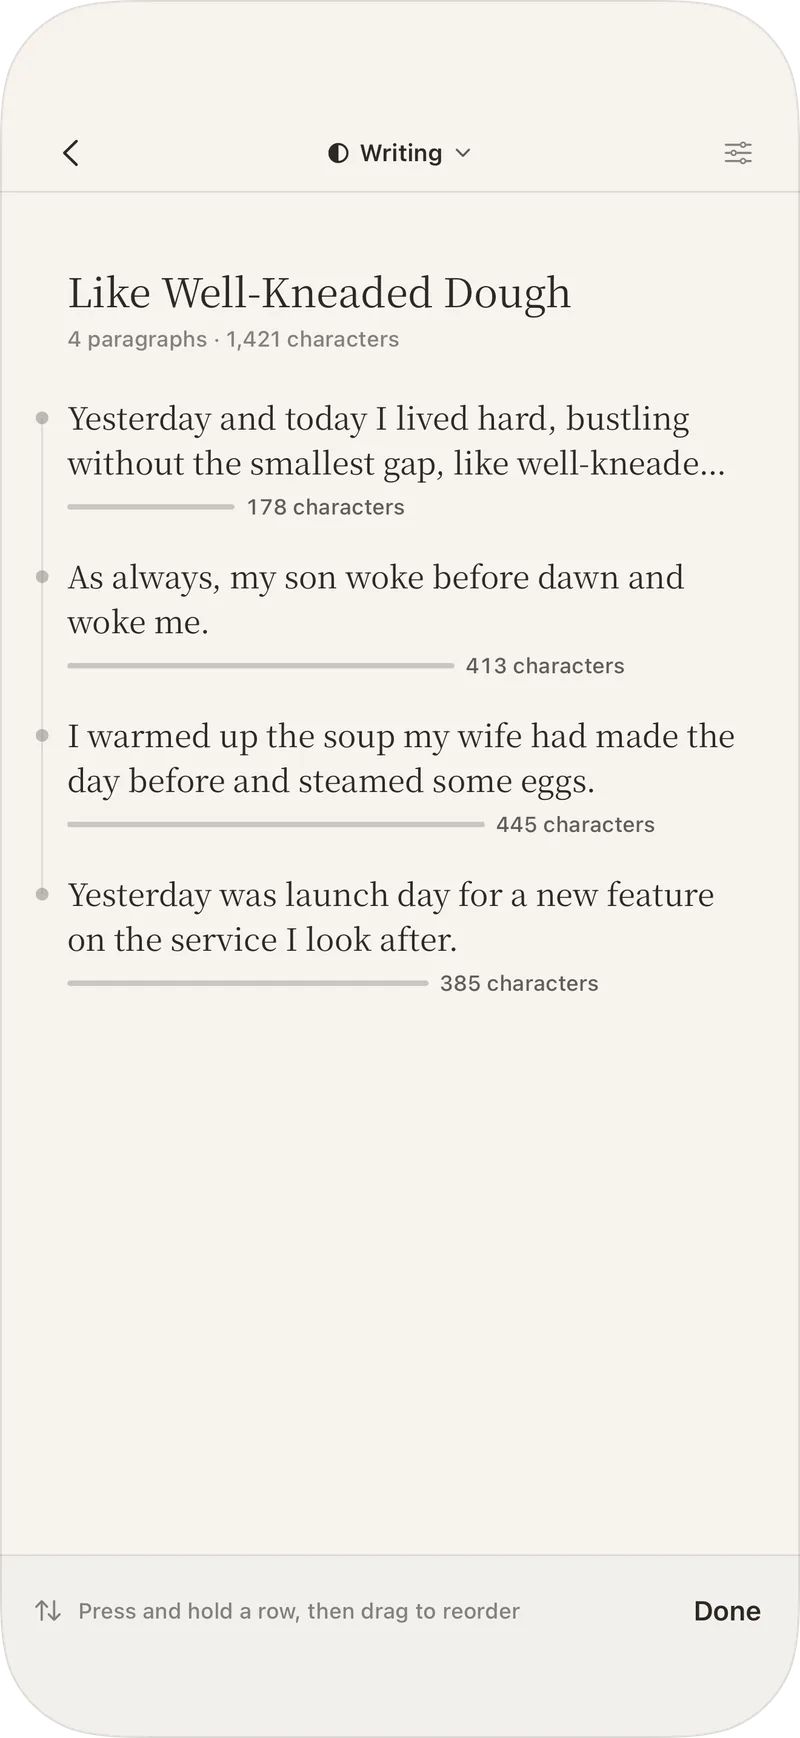 Writing
Like Well-Kneaded Dough
4 paragraphs · 1,421 characters
Yesterday and today I lived hard, bustling
without the smallest gap, like well-kneade...
178 characters
As always, my son woke before dawn and
woke me.
413 characters
I warmed up the soup my wife had made the
day before and steamed some eggs.
445 characters
Yesterday was launch day for a new feature
on the service I look after.
385 characters
Press and hold a row, then drag to reorder
Done